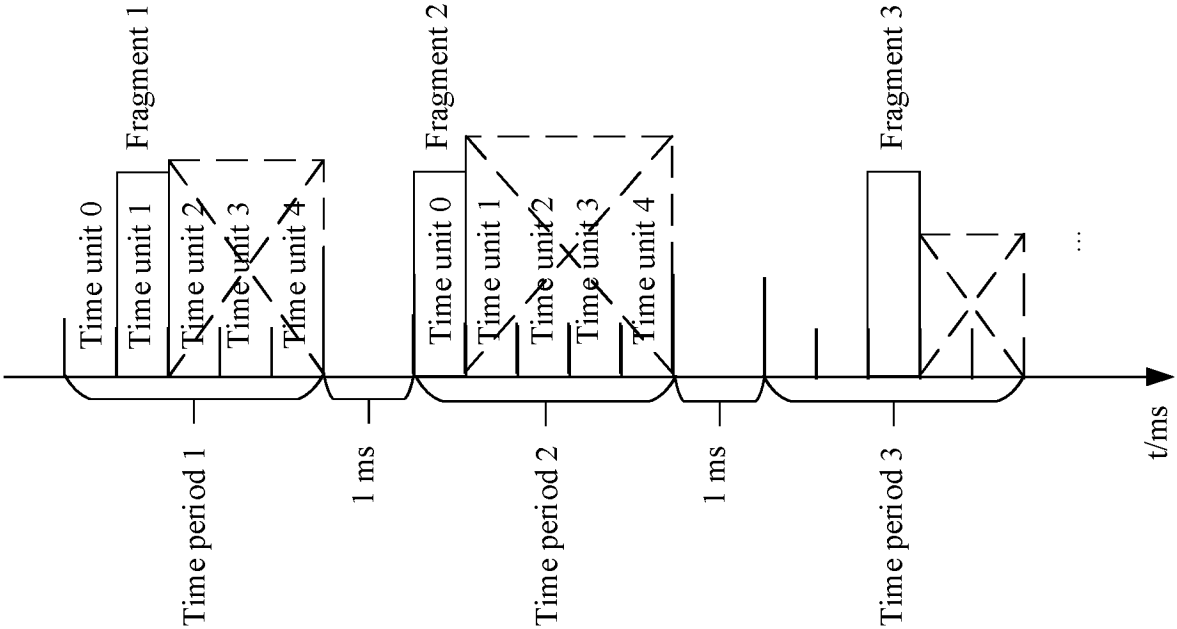 Fragment 1
Fragment 2
Fragment 3
Time unit 0
Time unit 1
Time unit 2
Time unit 3
Time unit 4
Time unit 0
Time unit 1
Time unit 2
Time unit 3
Time unit 4
...
Time period 1
1 ms
Time period 2
1 ms
Time period 3
t/ms